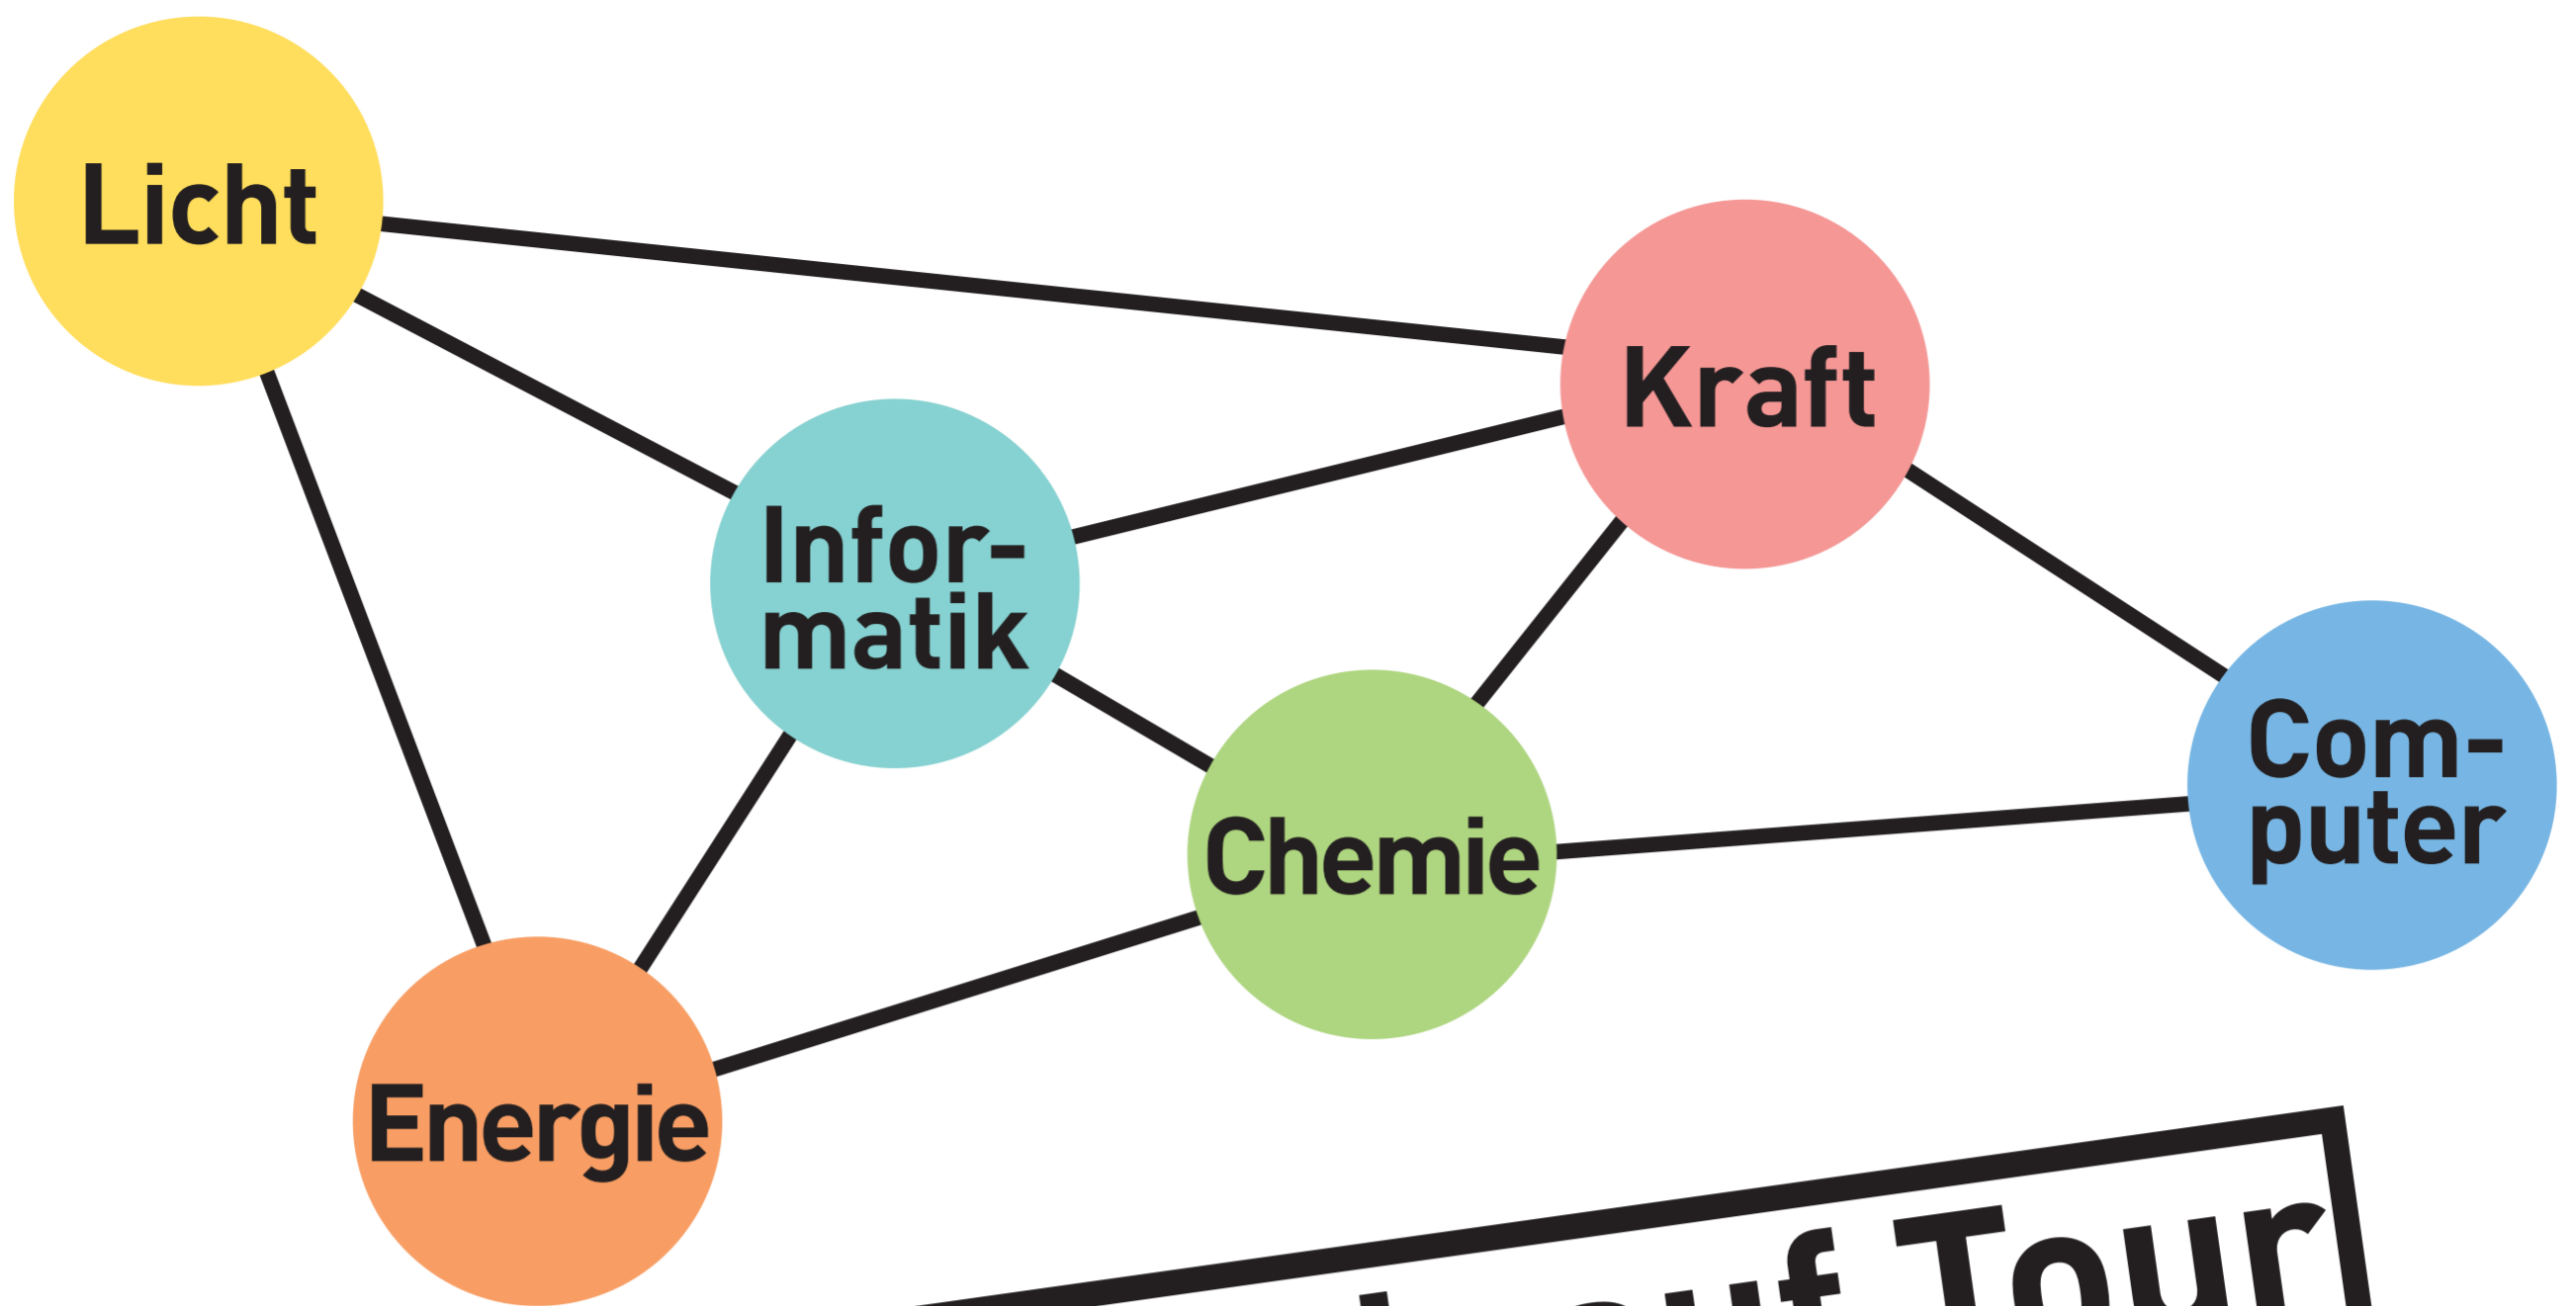 Licht
Kraft
Infor-
matik
Com-
puter
Chemie
Energie
auf Tour